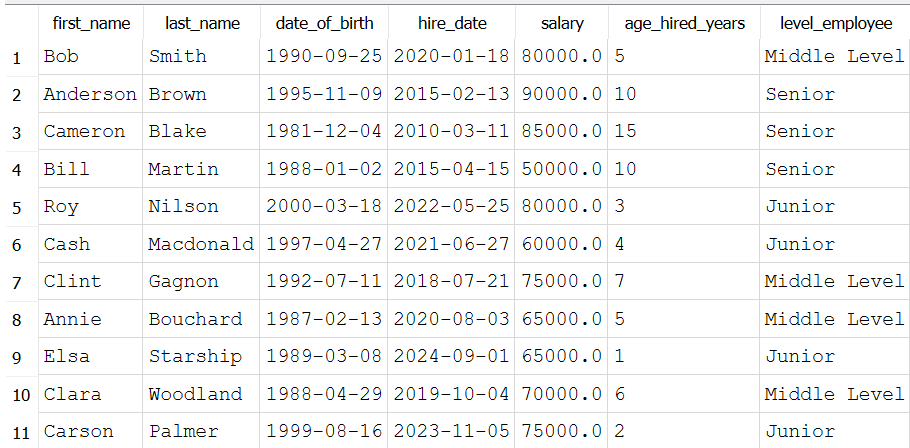 first_name last_name date_of_birth hire_date salary age_hired_years level_employee
1 Bob Smith 1990-09-25 2020-01-18 80000.0 5 Middle Level
2 Anderson Brown 1995-11-09 2015-02-13 90000.0 10 Senior
3 Cameron Blake 1981-12-04 2010-03-11 85000.0 15 Senior
4 Bill Martin 1988-01-02 2015-04-15 50000.0 10 Senior
5 Roy Nilson 2000-03-18 2022-05-25 80000.0 3 Junior
6 Cash Macdonald 1997-04-27 2021-06-27 60000.0 4 Junior
7 Clint Gagnon 1992-07-11 2018-07-21 75000.0 7 Middle Level
8 Annie Bouchard 1987-02-13 2020-08-03 65000.0 5 Middle Level
9 Elsa Starship 1989-03-08 2024-09-01 65000.0 1 Junior
10 Clara Woodland 1988-04-29 2019-10-04 70000.0 6 Middle Level
11 Carson Palmer 1999-08-16 2023-11-05 75000.0 2 Junior